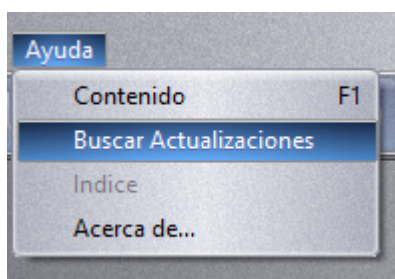 Ayuda
Contenido F1
Buscar Actualizaciones
Indice
Acerca de...